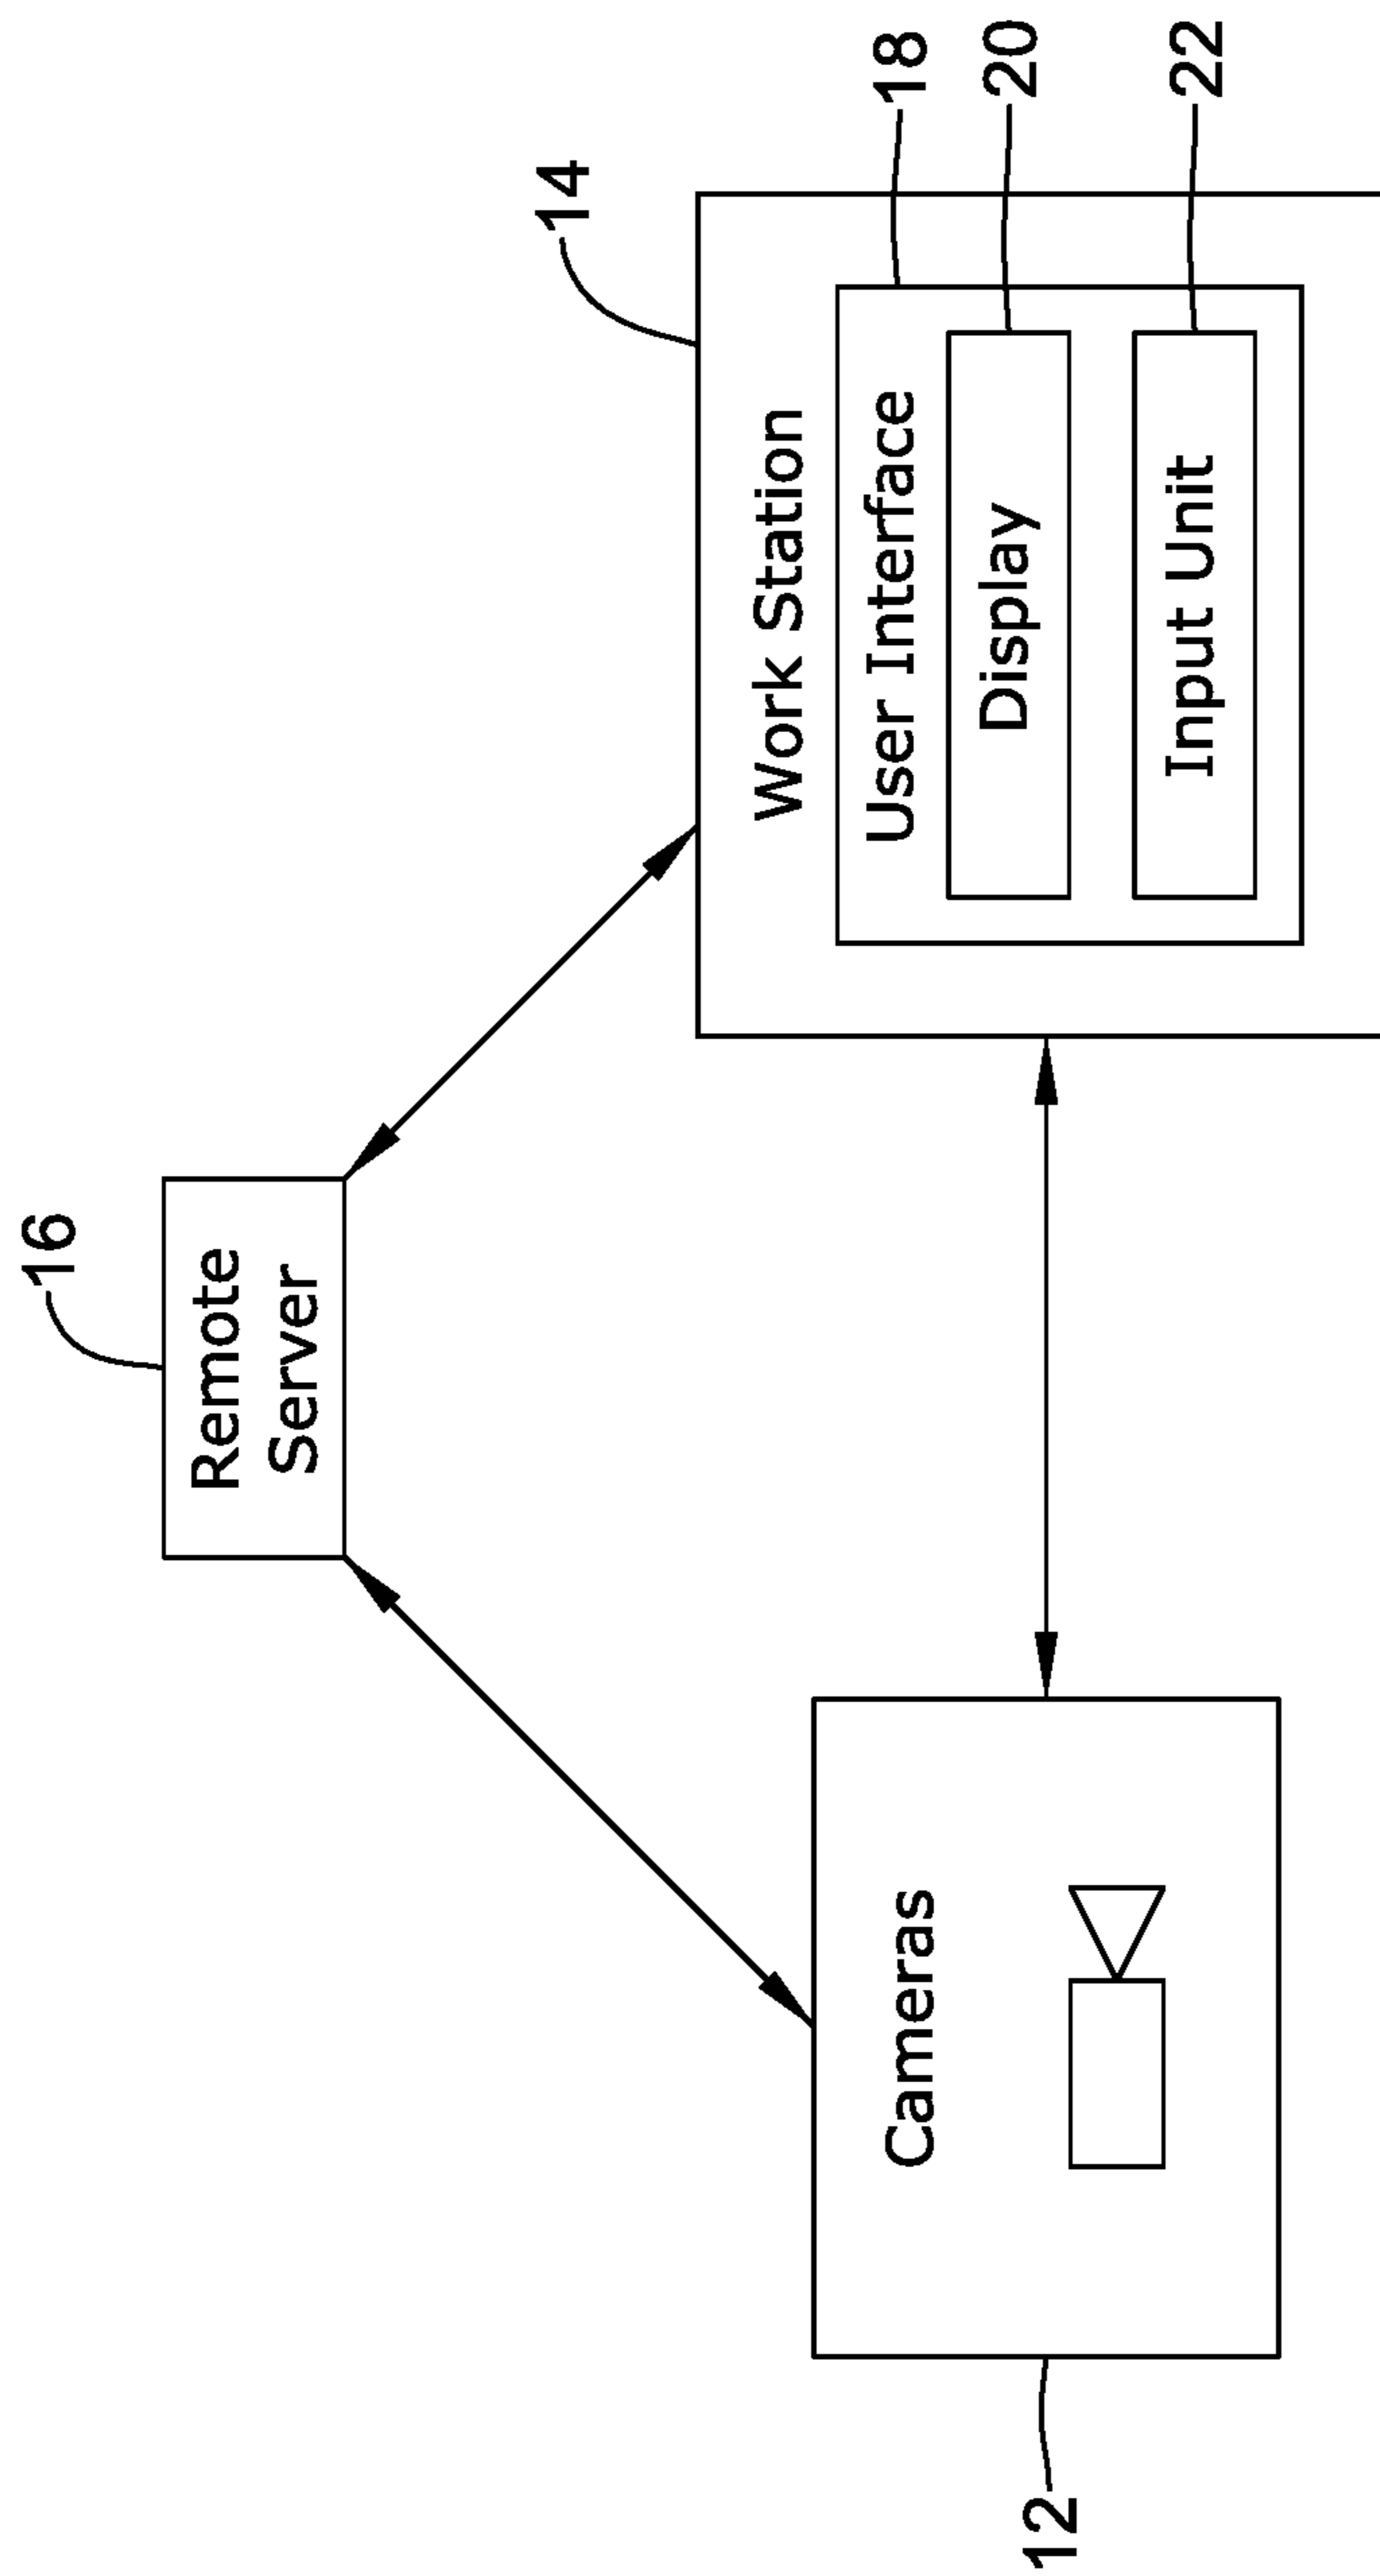 16
Remote
Server
14
Work Station
User Interface
18
Display
20
Input Unit
22
Cameras
12